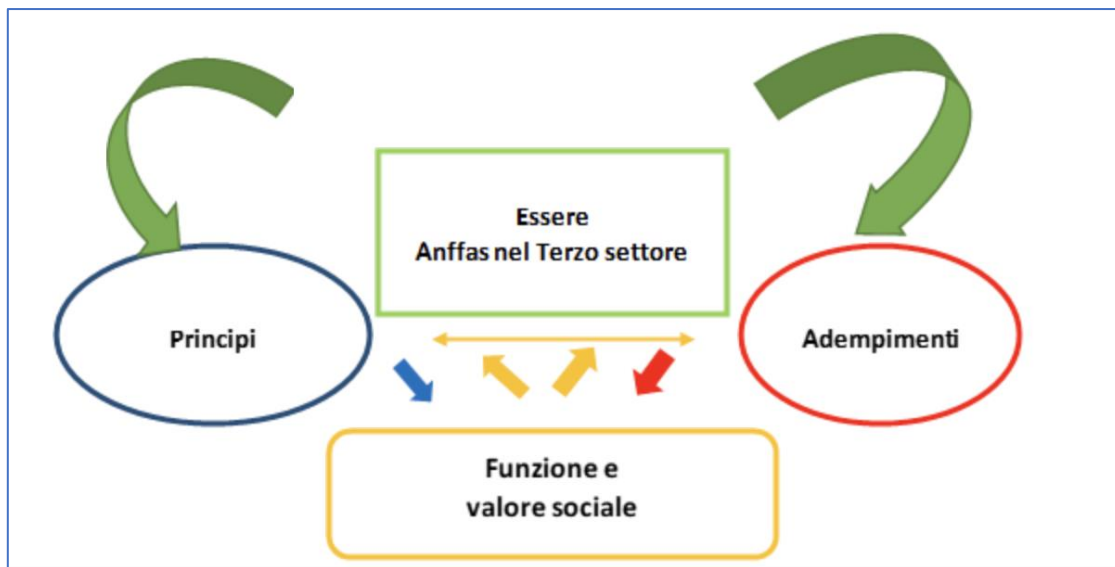 Essere
Anffas nel Terzo settore
Principi
Adempimenti
Funzione e
valore sociale